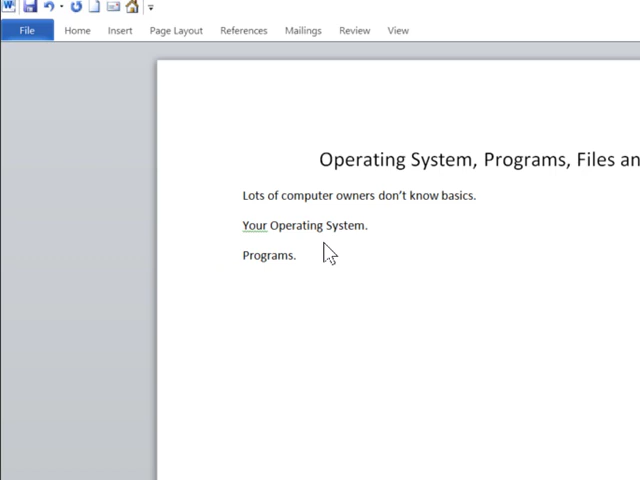 W
File Home Insert Page Layout References Mailings Review View
Operating System, Programs, Files an
Lots of computer owners don't know basics.
Your Operating System.
Programs.